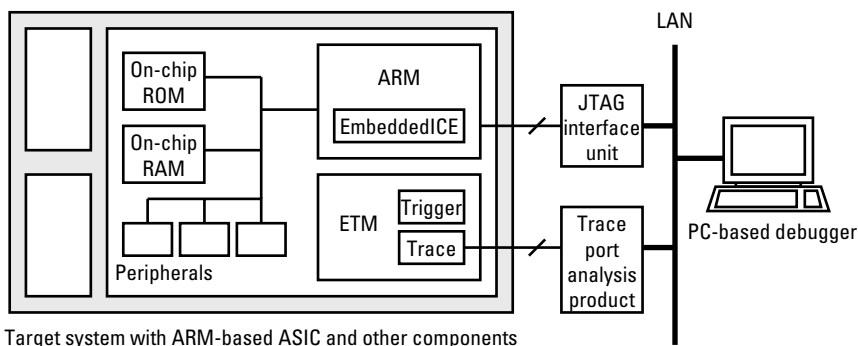 LAN
On-chip
ROM
ARM
EmbeddedICE
JTAG
interface
unit
On-chip
RAM
ETM
Trigger
Trace
Trace
port
analysis
product
PC-based debugger
Peripherals
Target system with ARM-based ASIC and other components